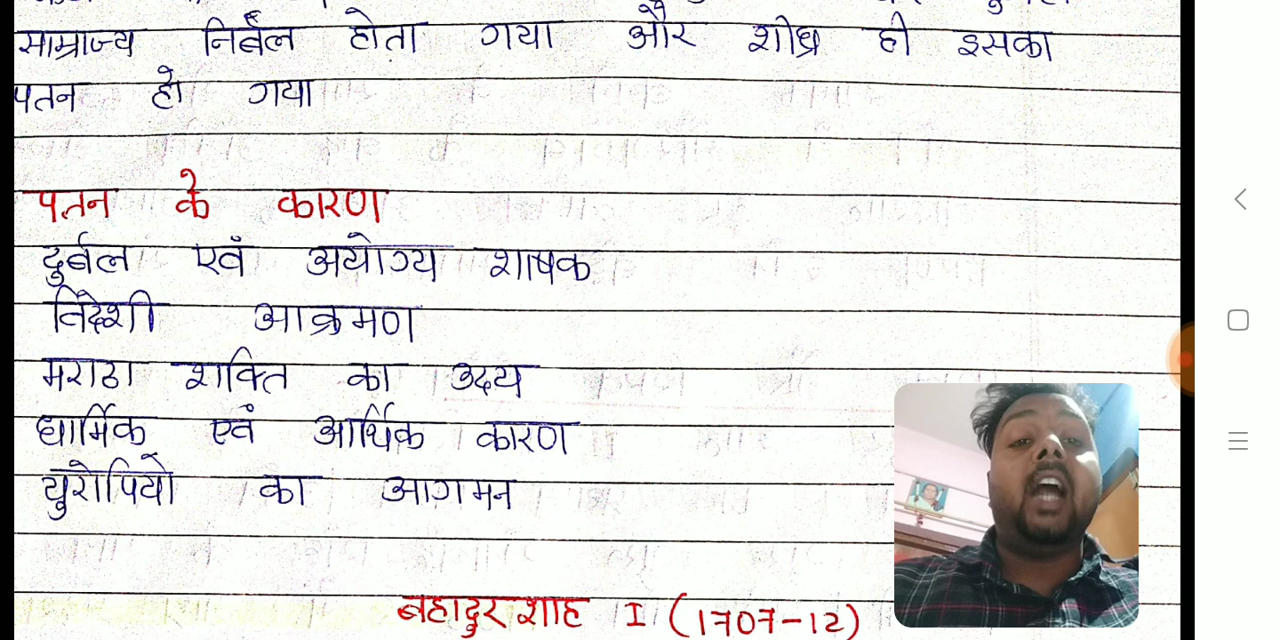 साम्राज्य निर्बल होता गया और शीघ्र ही इसका
पतन हो गया
पतन के कारण
दुर्बल एवं अयोग्य शाषक
विदेशी आक्रमण
मराठा शक्ति का उदय
धार्मिक एवं आर्थिक कारण
युरोपियो का आगमन
बहादुरशाह I (1707-12)